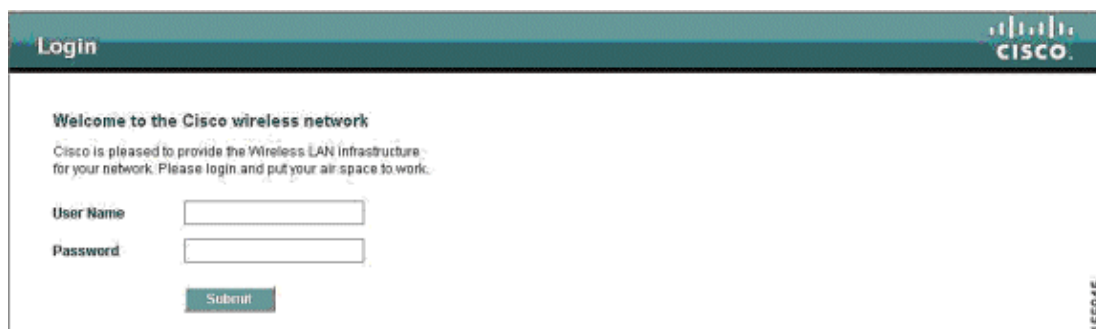 Login
CISCO.
Welcome to the Cisco wireless network
Cisco is pleased to provide the Wireless LAN infrastructure
for your network. Please login and put your air space to work.
User Name
Password
Submit